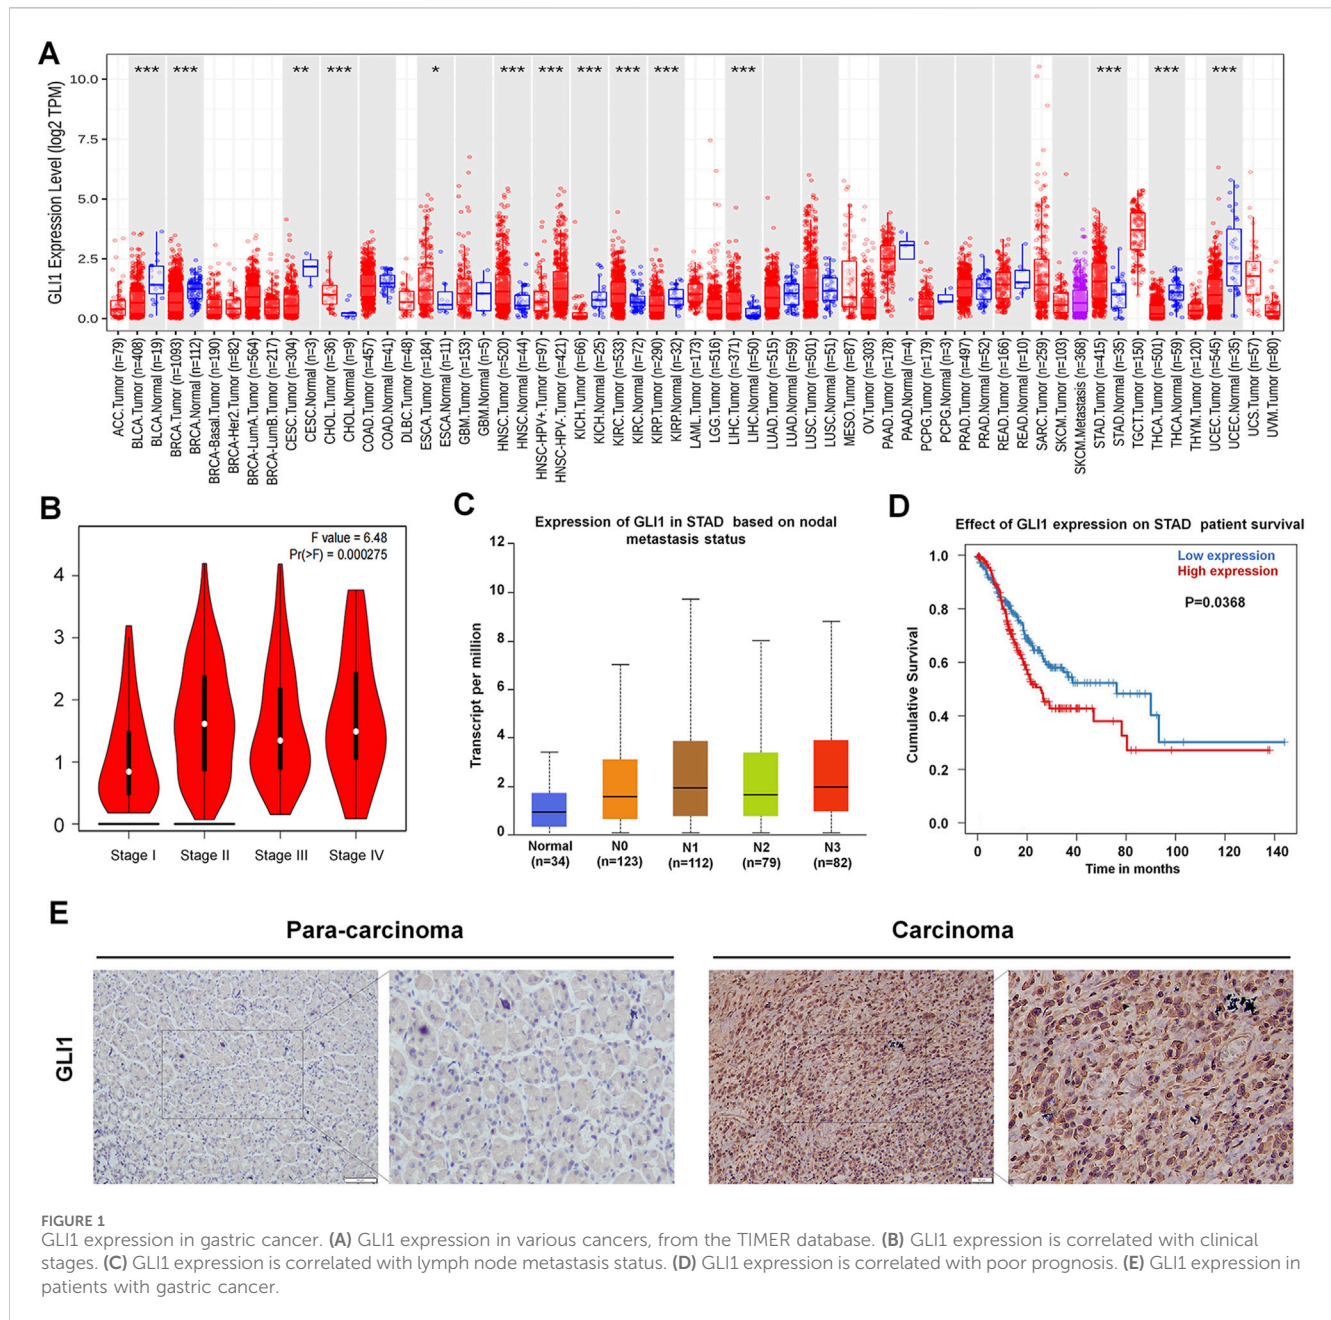 A
GLI1 Expression Level (log2 TPM)
10.0
7.5
5.0
2.5
0.0
*** *** ** *** * *** *** *** *** *** *** *** *** ***
ACC.Tumor (n=79)
BLCA.Tumor (n=408)
BLCA.Normal (n=19)
BRCA.Tumor (n=1093)
BRCA.Normal (n=112)
BRCA-Basal.Tumor (n=190)
BRCA-Her2.Tumor (n=82)
BRCA-LumA.Tumor (n=564)
BRCA-LumB.Tumor (n=217)
CESC.Tumor (n=304)
CESC.Normal (n=3)
CHOL.Tumor (n=36)
CHOL.Normal (n=9)
COAD.Tumor (n=457)
COAD.Normal (n=41)
DLBC.Tumor (n=48)
ESCA.Tumor (n=184)
ESCA.Normal (n=11)
GBM.Tumor (n=153)
GBM.Normal (n=5)
HNSC.Tumor (n=520)
HNSC.Normal (n=44)
HNSC-HPV+.Tumor (n=97)
HNSC-HPV-.Tumor (n=421)
KICH.Tumor (n=66)
KICH.Normal (n=25)
KIRC.Tumor (n=533)
KIRC.Normal (n=72)
KIRP.Tumor (n=290)
KIRP.Normal (n=32)
LAML.Tumor (n=173)
LGG.Tumor (n=516)
LIHC.Tumor (n=371)
LIHC.Normal (n=50)
LUAD.Tumor (n=515)
LUAD.Normal (n=59)
LUSC.Tumor (n=501)
LUSC.Normal (n=51)
MESO.Tumor (n=87)
OV.Tumor (n=303)
PAAD.Tumor (n=178)
PAAD.Normal (n=4)
PCPG.Tumor (n=179)
PCPG.Normal (n=3)
PRAD.Tumor (n=497)
PRAD.Normal (n=52)
READ.Tumor (n=166)
READ.Normal (n=10)
SARC.Tumor (n=259)
SKCM.Tumor (n=103)
SKCM.Metastasis (n=368)
STAD.Tumor (n=415)
STAD.Normal (n=35)
TGCT.Tumor (n=150)
THCA.Tumor (n=501)
THCA.Normal (n=59)
THYM.Tumor (n=120)
UCEC.Tumor (n=545)
UCEC.Normal (n=35)
UCS.Tumor (n=57)
UVM.Tumor (n=80)
B
F value = 6.48
Pr(>F) = 0.000275
4
3
2
1
0
Stage I Stage II Stage III Stage IV
C
Expression of GLI1 in STAD based on nodal
metastasis status
Transcript per million
12
10
8
6
4
2
0
Normal N0 N1 N2 N3
(n=34) (n=123) (n=112) (n=79) (n=82)
D
Effect of GLI1 expression on STAD patient survival
Low expression
High expression
P=0.0368
Cumulative Survival
1.0
0.8
0.6
0.4
0.2
0.0
0 20 40 60 80 100 120 140
Time in months
E
Para-carcinoma Carcinoma
GLI1
FIGURE 1
GLI1 expression in gastric cancer. (A) GLI1 expression in various cancers, from the TIMER database. (B) GLI1 expression is correlated with clinical
stages. (C) GLI1 expression is correlated with lymph node metastasis status. (D) GLI1 expression is correlated with poor prognosis. (E) GLI1 expression in
patients with gastric cancer.